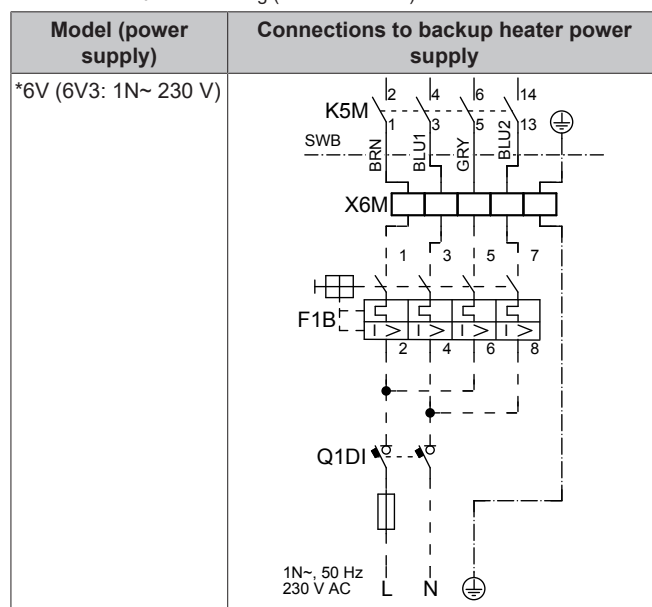 Model (power supply)
Connections to backup heater power supply
*6V (6V3: 1N~ 230 V)
2 4 6 14
K5M
1 3 5 13
SWB
BRN BLU1 GRY BLU2
X6M
1 3 5 7
F1B
I > I > I > I >
2 4 6 8
Q1DI
1N~, 50 Hz
230 V AC
L N